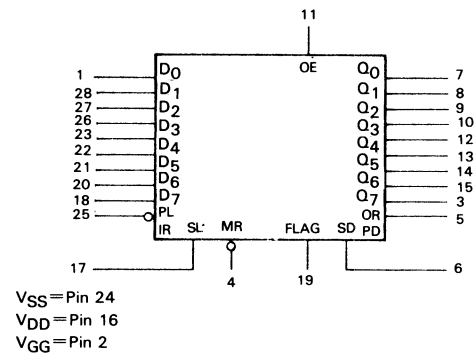 11
OE
1 D0 Q0 7
28 D1 Q1 8
27 D2 Q2 9
26 D3 Q3 10
23 D4 Q4 12
22 D5 Q5 13
21 D6 Q6 14
20 D7 Q7 15
18 PL OR 3
25 IR SL MR FLAG SD PD 5
17 4 19 6
VSS=Pin 24
VDD=Pin 16
VGG=Pin 2